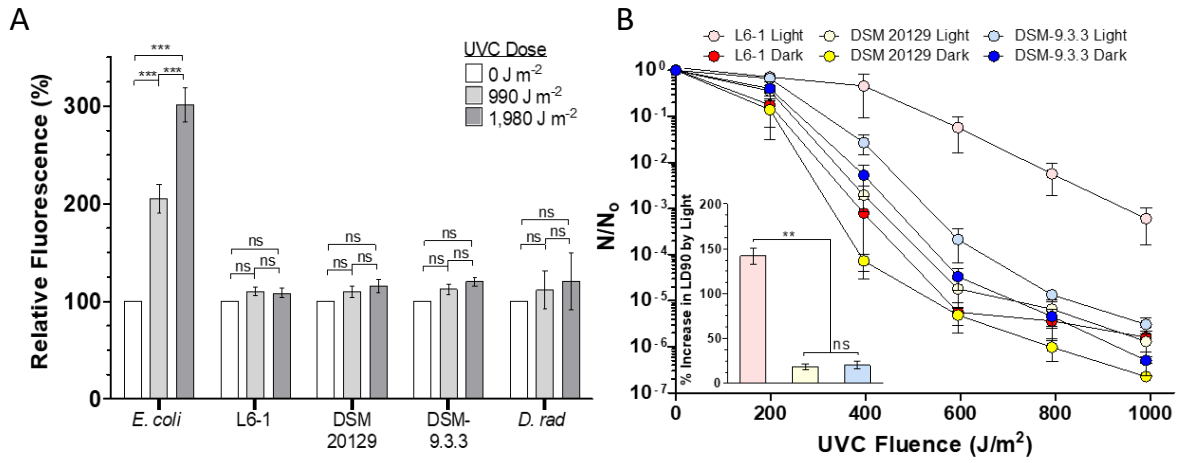 A
Relative Fluorescence (%)
300
200
100
0
***
*** ***
ns
ns ns
ns
ns ns
ns
ns ns
ns
ns ns
UVC Dose
0 J m-2
990 J m-2
1,980 J m-2
E. coli
L6-1
DSM
20129
DSM-
9.3.3
D. rad
B
L6-1 Light
DSM 20129 Light
DSM-9.3.3 Light
L6-1 Dark
DSM 20129 Dark
DSM-9.3.3 Dark
N/No
10^0
10^-1
10^-2
10^-3
10^-4
10^-5
10^-6
10^-7
0
200
400
600
800
1000
UVC Fluence (J/m2)
% Increase in LD90 by Light
200
150
100
50
0
**
ns